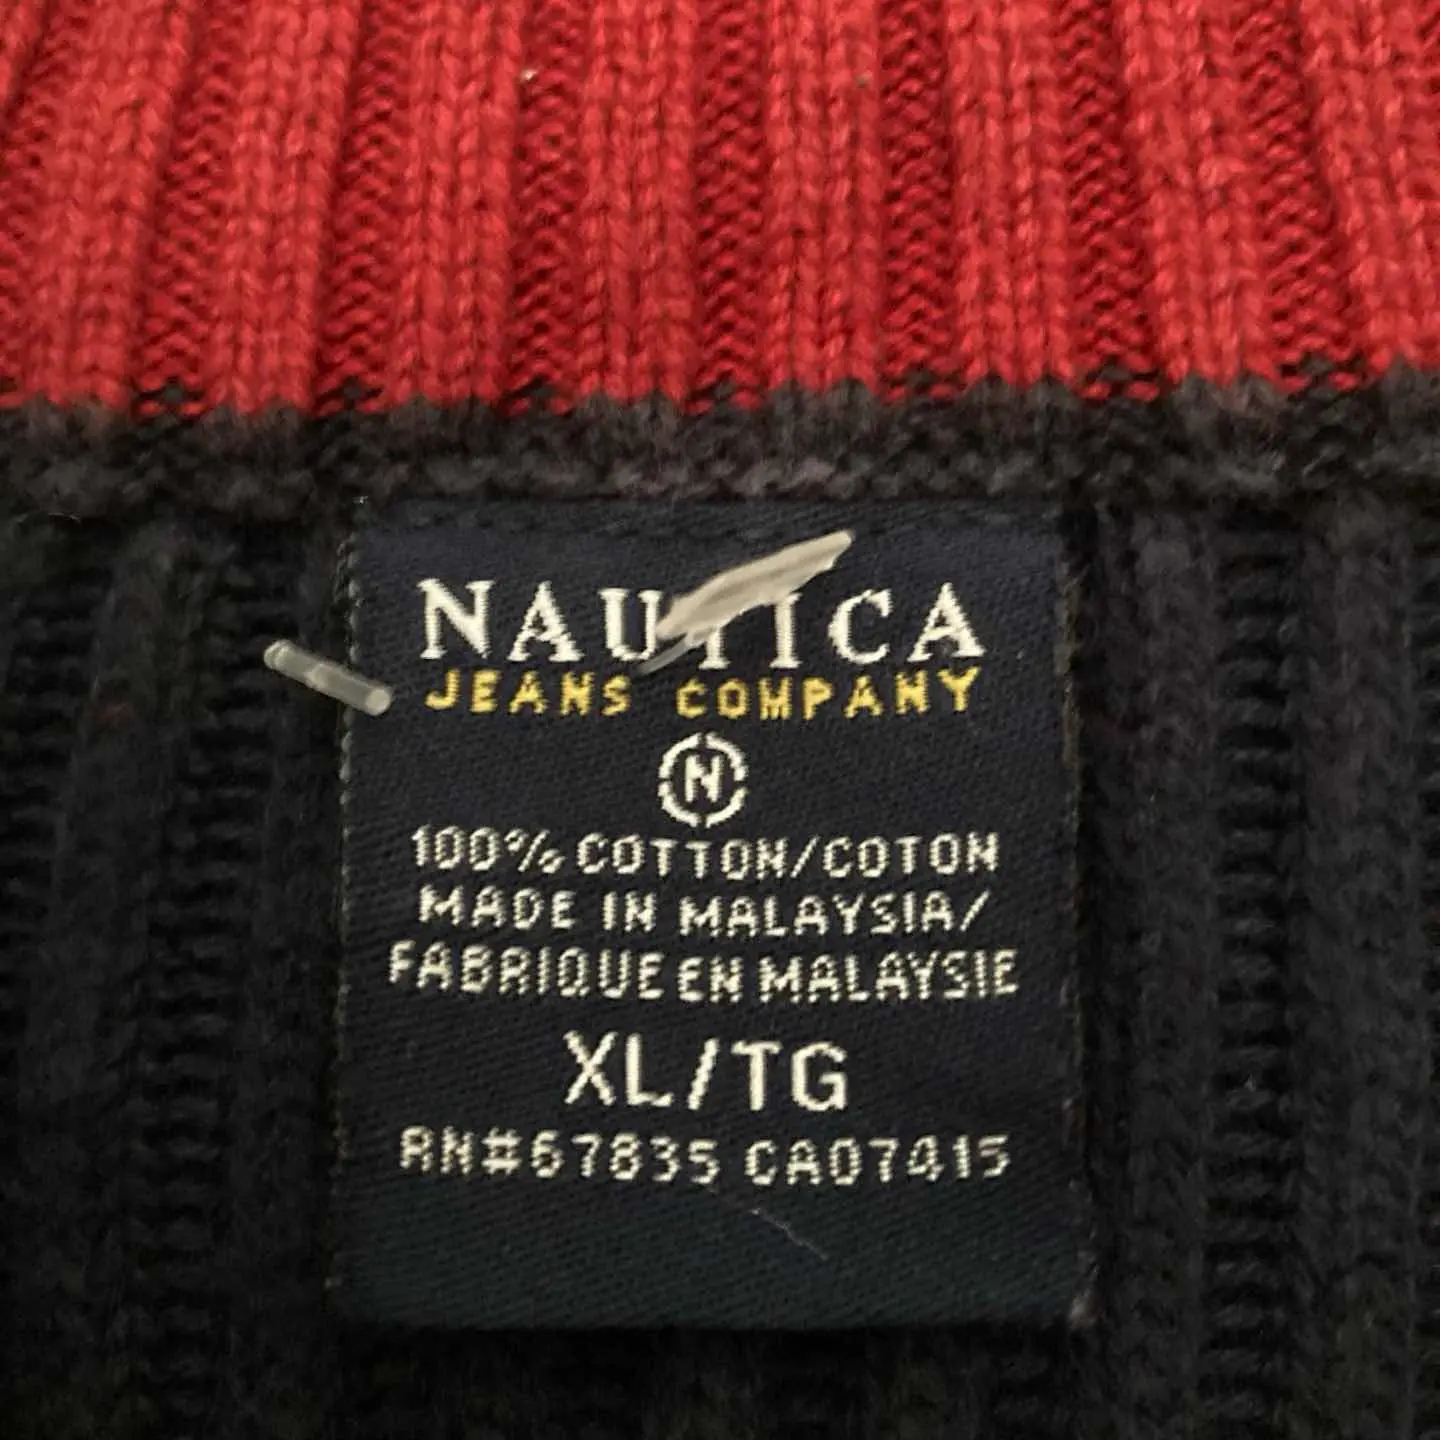 NAUTICA
JEANS COMPANY
N
100% COTTON/COTON
MADE IN MALAYSIA/
FABRIQUE EN MALAYSIE
XL/TG
RN#67835 CA07415